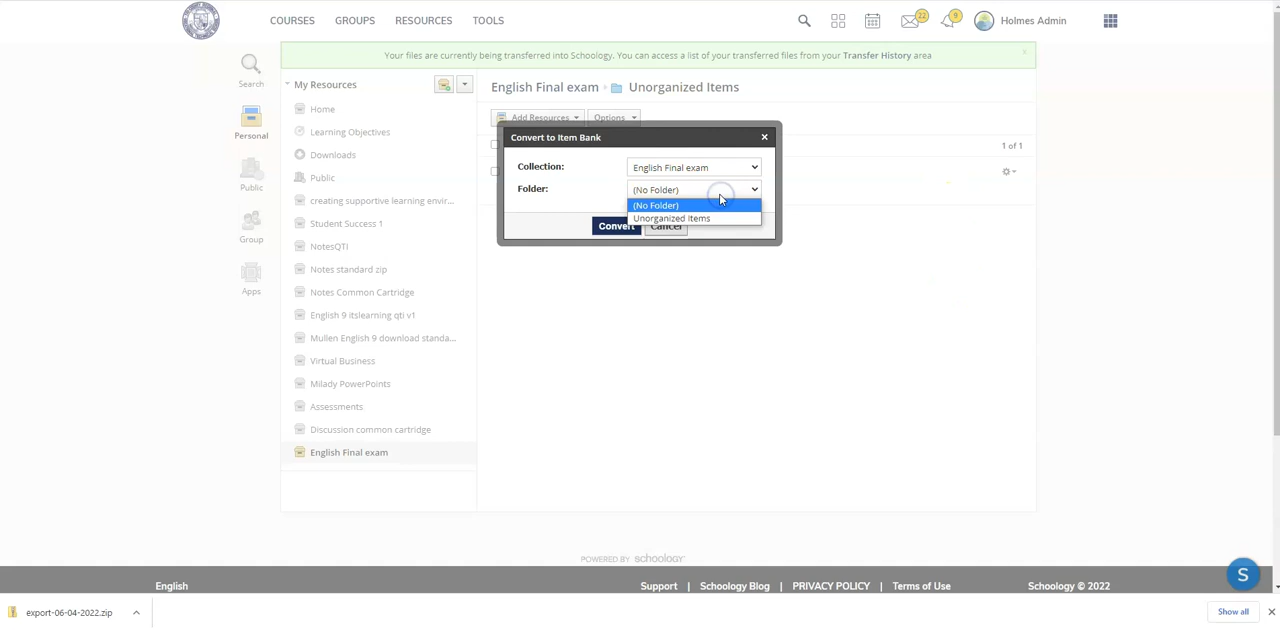 COURSES GROUPS RESOURCES TOOLS 22 9 Holmes Admin
Your files are currently being transferred into Schoology. You can access a list of your transferred files from your Transfer History area x
Search
Personal
Public
Group
Apps
My Resources
Home
Learning Objectives
Downloads
Public
creating supportive learning envir...
Student Success 1
NotesQTI
Notes standard zip
Notes Common Cartridge
English 9 itslearning qti v1
Mullen English 9 download standa...
Virtual Business
Milady PowerPoints
Assessments
Discussion common cartridge
English Final exam
English Final exam Unorganized Items
Add Resources Options
1 of 1
Convert to Item Bank
Collection: English Final exam
Folder: (No Folder)
(No Folder)
Unorganized Items
Convert Cancel
POWERED BY schoology
English Support | Schoology Blog | PRIVACY POLICY | Terms of Use Schoology © 2022
S
export-06-04-2022.zip Show all